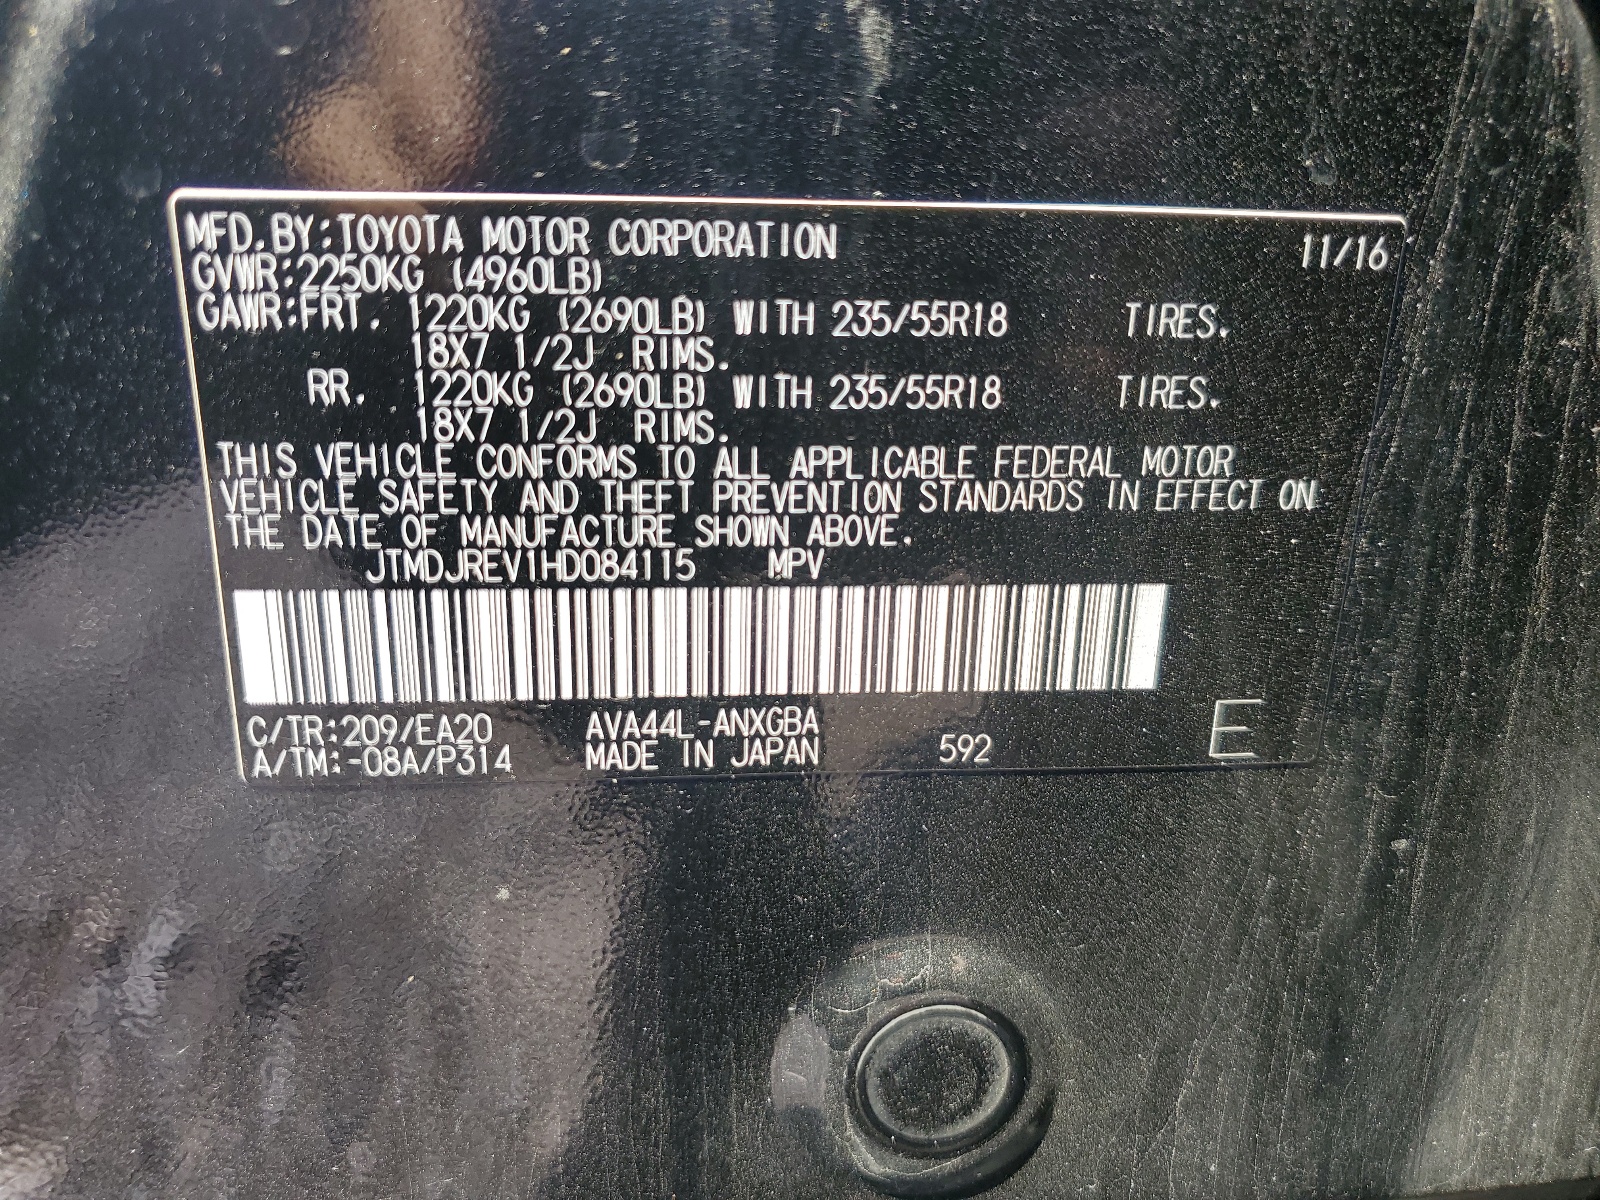 MFD. BY:TOYOTA MOTOR CORPORATION 11/16
GVWR:2250KG (4960LB)
GAWR:FRT. 1220KG (2690LB) WITH 235/55R18 TIRES.
18X7 1/2J RIMS.
RR. 1220KG (2690LB) WITH 235/55R18 TIRES.
18X7 1/2J RIMS.
THIS VEHICLE CONFORMS TO ALL APPLICABLE FEDERAL MOTOR
VEHICLE SAFETY AND THEFT PREVENTION STANDARDS IN EFFECT ON
THE DATE OF MANUFACTURE SHOWN ABOVE.
JTMDJREV1HD084115 MPV
C/TR:209/EA20 AVA44L-ANXGBA
A/TM:-08A/P314 MADE IN JAPAN 592 E